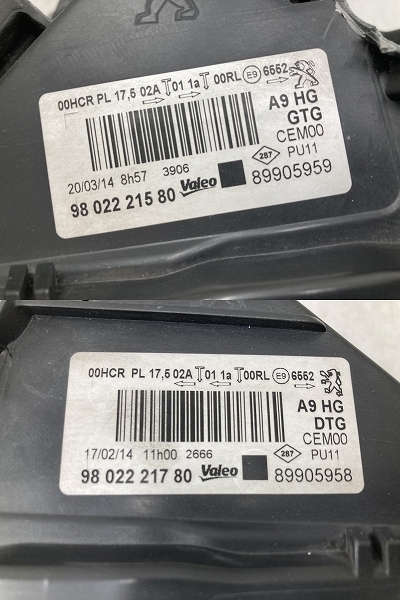 00HCR PL 17,5 02A 01 1a 00RL E9 6552
A9 HG
GTG
CEM00
287 PU11
20/03/14 8h57 3906
98 022 215 80 Valeo 89905959
00HCR PL 17,5 02A 01 1a 00RL E9 6552
A9 HG
DTG
CEM00
287 PU11
17/02/14 11h00 2666
98 022 217 80 Valeo 89905958